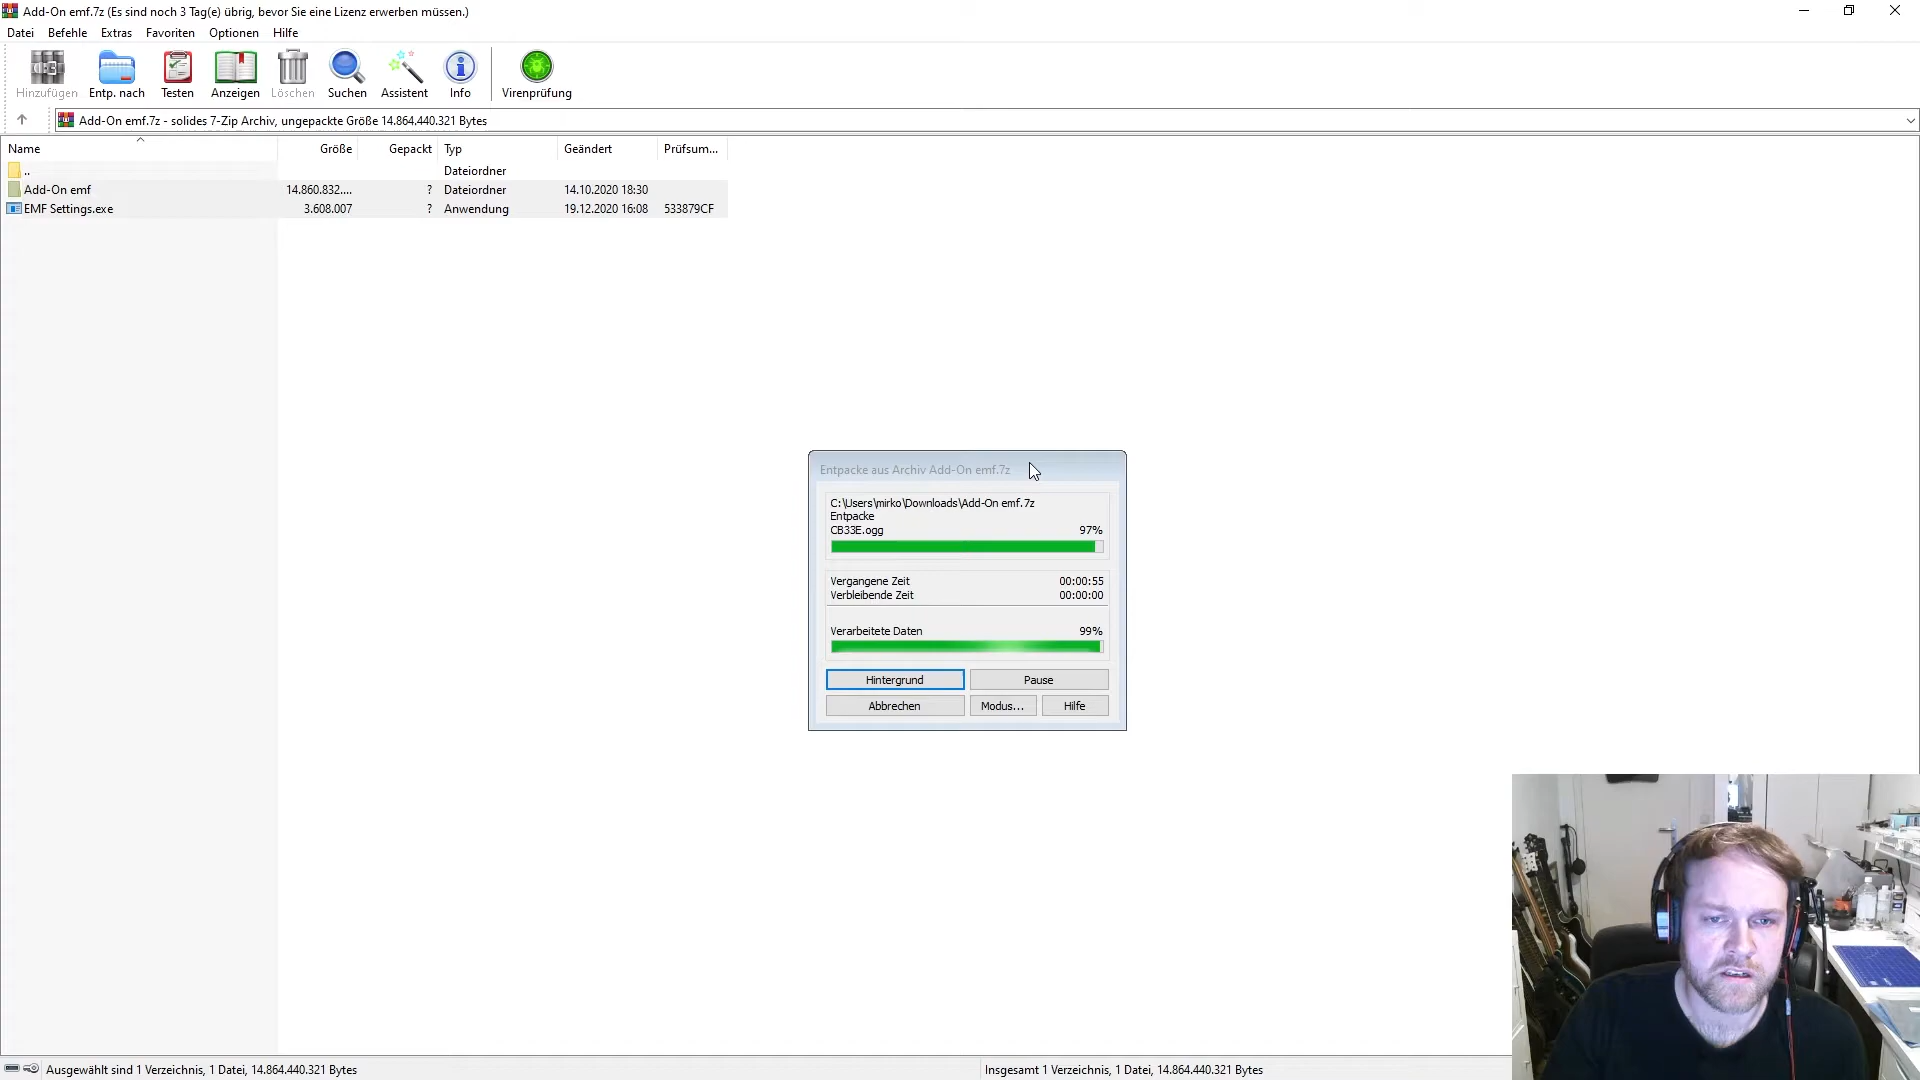 Add-On emf.7z (Es sind noch 3 Tag(e) übrig, bevor Sie eine Lizenz erwerben müssen.)
Datei Befehle Extras Favoriten Optionen Hilfe
Hinzufügen Entp. nach Testen Anzeigen Löschen Suchen Assistent Info Virenprüfung
Add-On emf.7z - solides 7-Zip Archiv, ungepackte Größe 14.864.440.321 Bytes
Name Größe Gepackt Typ Geändert Prüfsum...
.. Dateiordner
Add-On emf 14.860.832.... ? Dateiordner 14.10.2020 18:30
EMF Settings.exe 3.608.007 ? Anwendung 19.12.2020 16:08 533879CF
Entpacke aus Archiv Add-On emf.7z
C:\Users\mirko\Downloads\Add-On emf.7z
Entpacke
CB33E.ogg 97%
Vergangene Zeit 00:00:55
Verbleibende Zeit 00:00:00
Verarbeitete Daten 99%
Hintergrund Pause
Abbrechen Modus... Hilfe
Ausgewählt sind 1 Verzeichnis, 1 Datei, 14.864.440.321 Bytes Insgesamt 1 Verzeichnis, 1 Datei, 14.864.440.321 Bytes